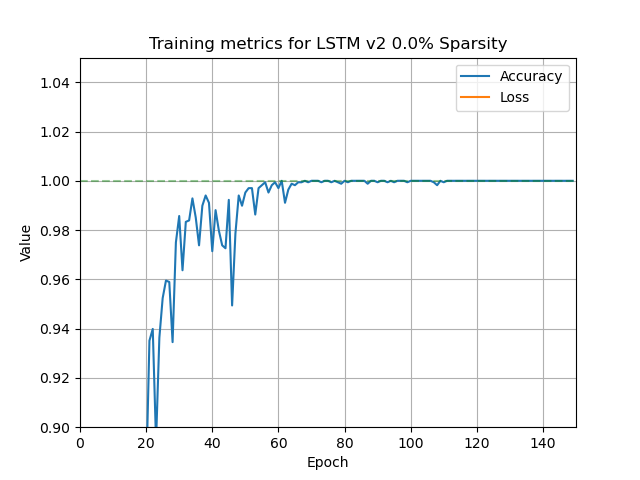 Training metrics for LSTM v2 0.0% Sparsity
Accuracy
Loss
1.04
1.02
1.00
0.98
0.96
0.94
0.92
0.90
Value
0 20 40 60 80 100 120 140
Epoch